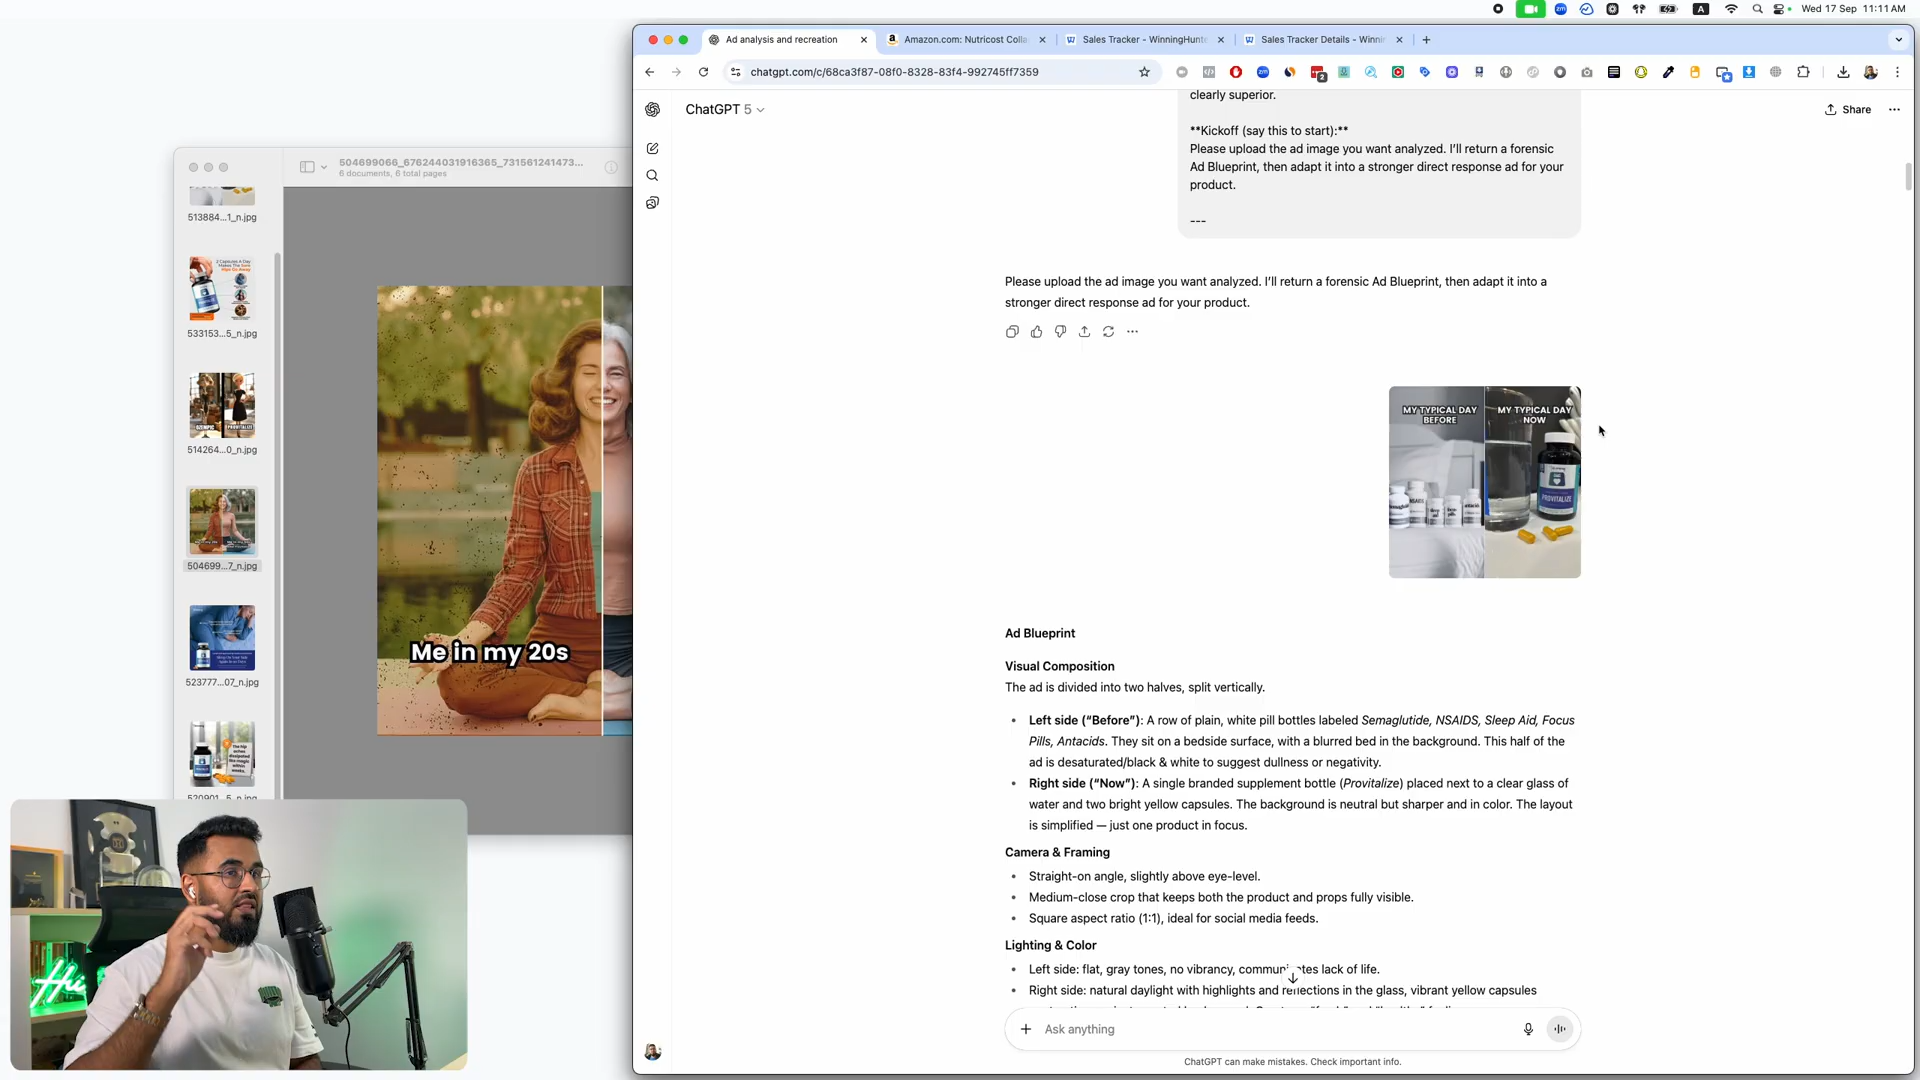 Wed 17 Sep 11:11 AM
Ad analysis and recreation
Amazon.com: Nutricost Colla
Sales Tracker - WinningHunte
Sales Tracker Details - Winnin
chatgpt.com/c/68ca3f87-08f0-8328-83f4-992745ff7359
ChatGPT 5
Share
clearly superior.
**Kickoff (say this to start):**
Please upload the ad image you want analyzed. I'll return a forensic
Ad Blueprint, then adapt it into a stronger direct response ad for your
product.
---
Please upload the ad image you want analyzed. I'll return a forensic Ad Blueprint, then adapt it into a
stronger direct response ad for your product.
MY TYPICAL DAY
BEFORE
MY TYPICAL DAY
NOW
NSAIDS
PROVITALIZE
Ad Blueprint
Visual Composition
The ad is divided into two halves, split vertically.
• Left side (“Before”): A row of plain, white pill bottles labeled Semaglutide, NSAIDS, Sleep Aid, Focus
Pills, Antacids. They sit on a bedside surface, with a blurred bed in the background. This half of the
ad is desaturated/black & white to suggest dullness or negativity.
• Right side (“Now”): A single branded supplement bottle (Provitalize) placed next to a clear glass of
water and two bright yellow capsules. The background is neutral but sharper and in color. The layout
is simplified — just one product in focus.
Camera & Framing
• Straight-on angle, slightly above eye-level.
• Medium-close crop that keeps both the product and props fully visible.
• Square aspect ratio (1:1), ideal for social media feeds.
Lighting & Color
• Left side: flat, gray tones, no vibrancy, communicates lack of life.
• Right side: natural daylight with highlights and reflections in the glass, vibrant yellow capsules
Ask anything
ChatGPT can make mistakes. Check important info.
504699066_676244031916365_731561241473...
6 documents, 6 total pages
513884...1_n.jpg
533153...5_n.jpg
OZEMPIC
PROVITALIZE
514264...0_n.jpg
504699...7_n.jpg
523777...07_n.jpg
520901...5_n.jpg
Me in my 20s